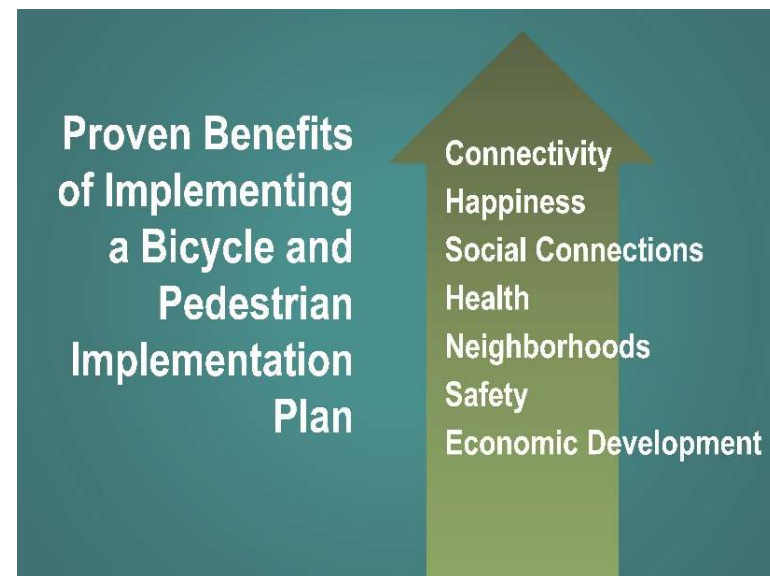 Proven Benefits
of Implementing
a Bicycle and
Pedestrian
Implementation
Plan
Connectivity
Happiness
Social Connections
Health
Neighborhoods
Safety
Economic Development